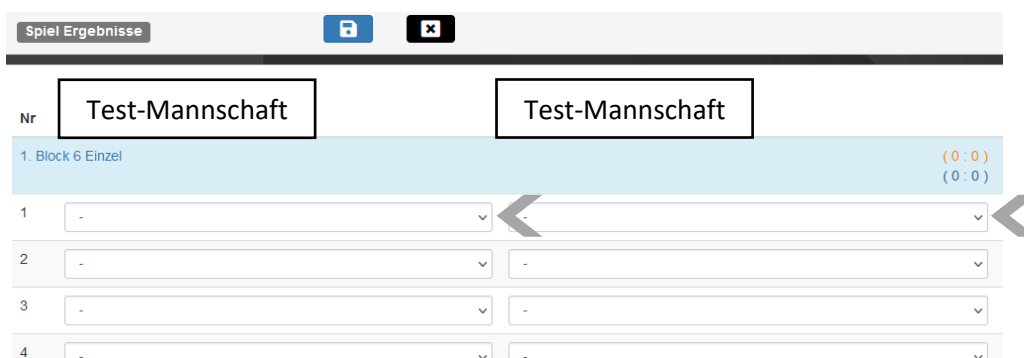 Spiel Ergebnisse
Nr Test-Mannschaft Test-Mannschaft
1. Block 6 Einzel ( 0 : 0 )
( 0 : 0 )
1 - -
2 - -
3 - -
4 - -